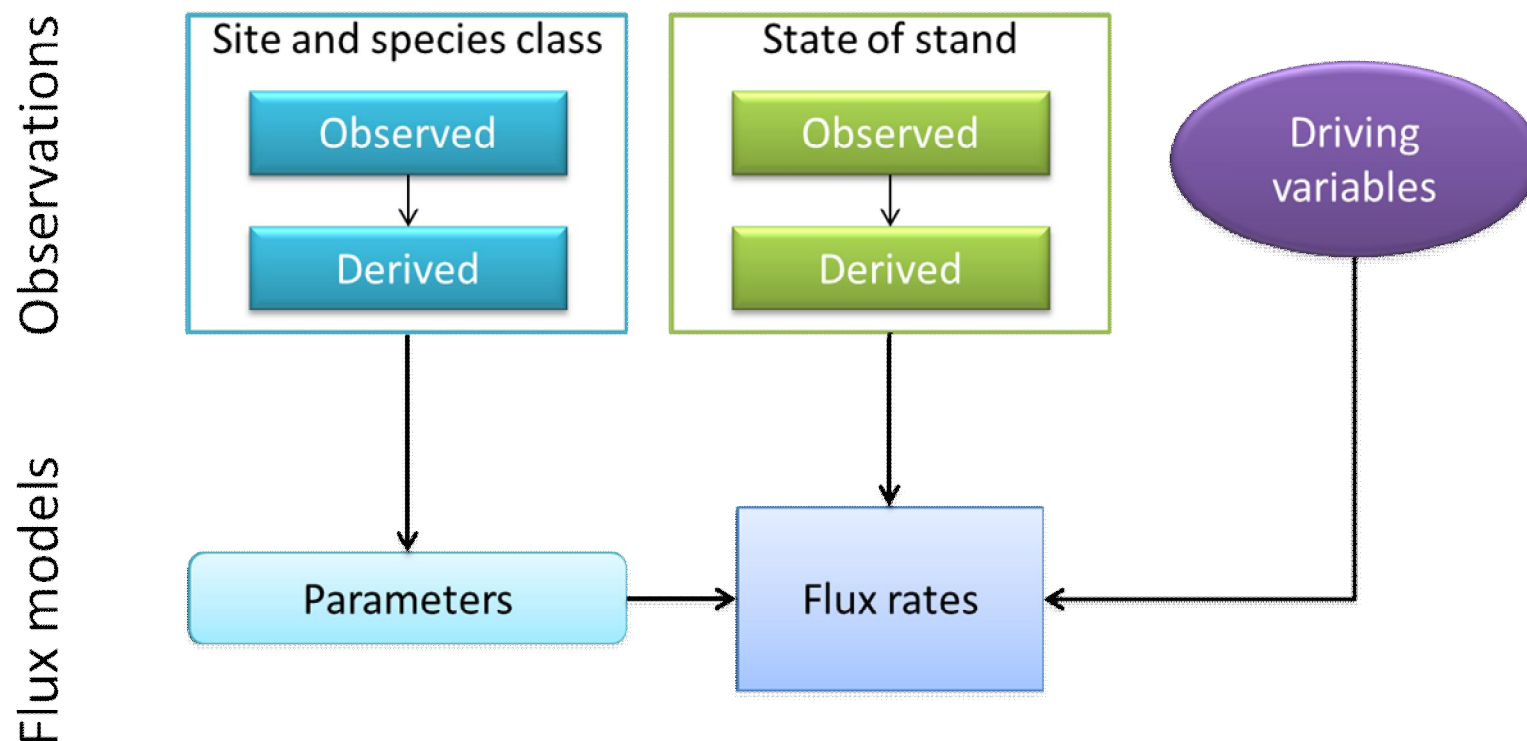 Observations
Site and species class
Observed
Derived
State of stand
Observed
Derived
Driving
variables
Flux models
Parameters
Flux rates